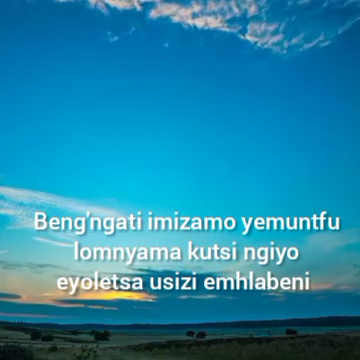 Beng'ngati imizamo yemuntfu
lomnyama kutsi ngiyo
eyoletsa usizi emhlabeni